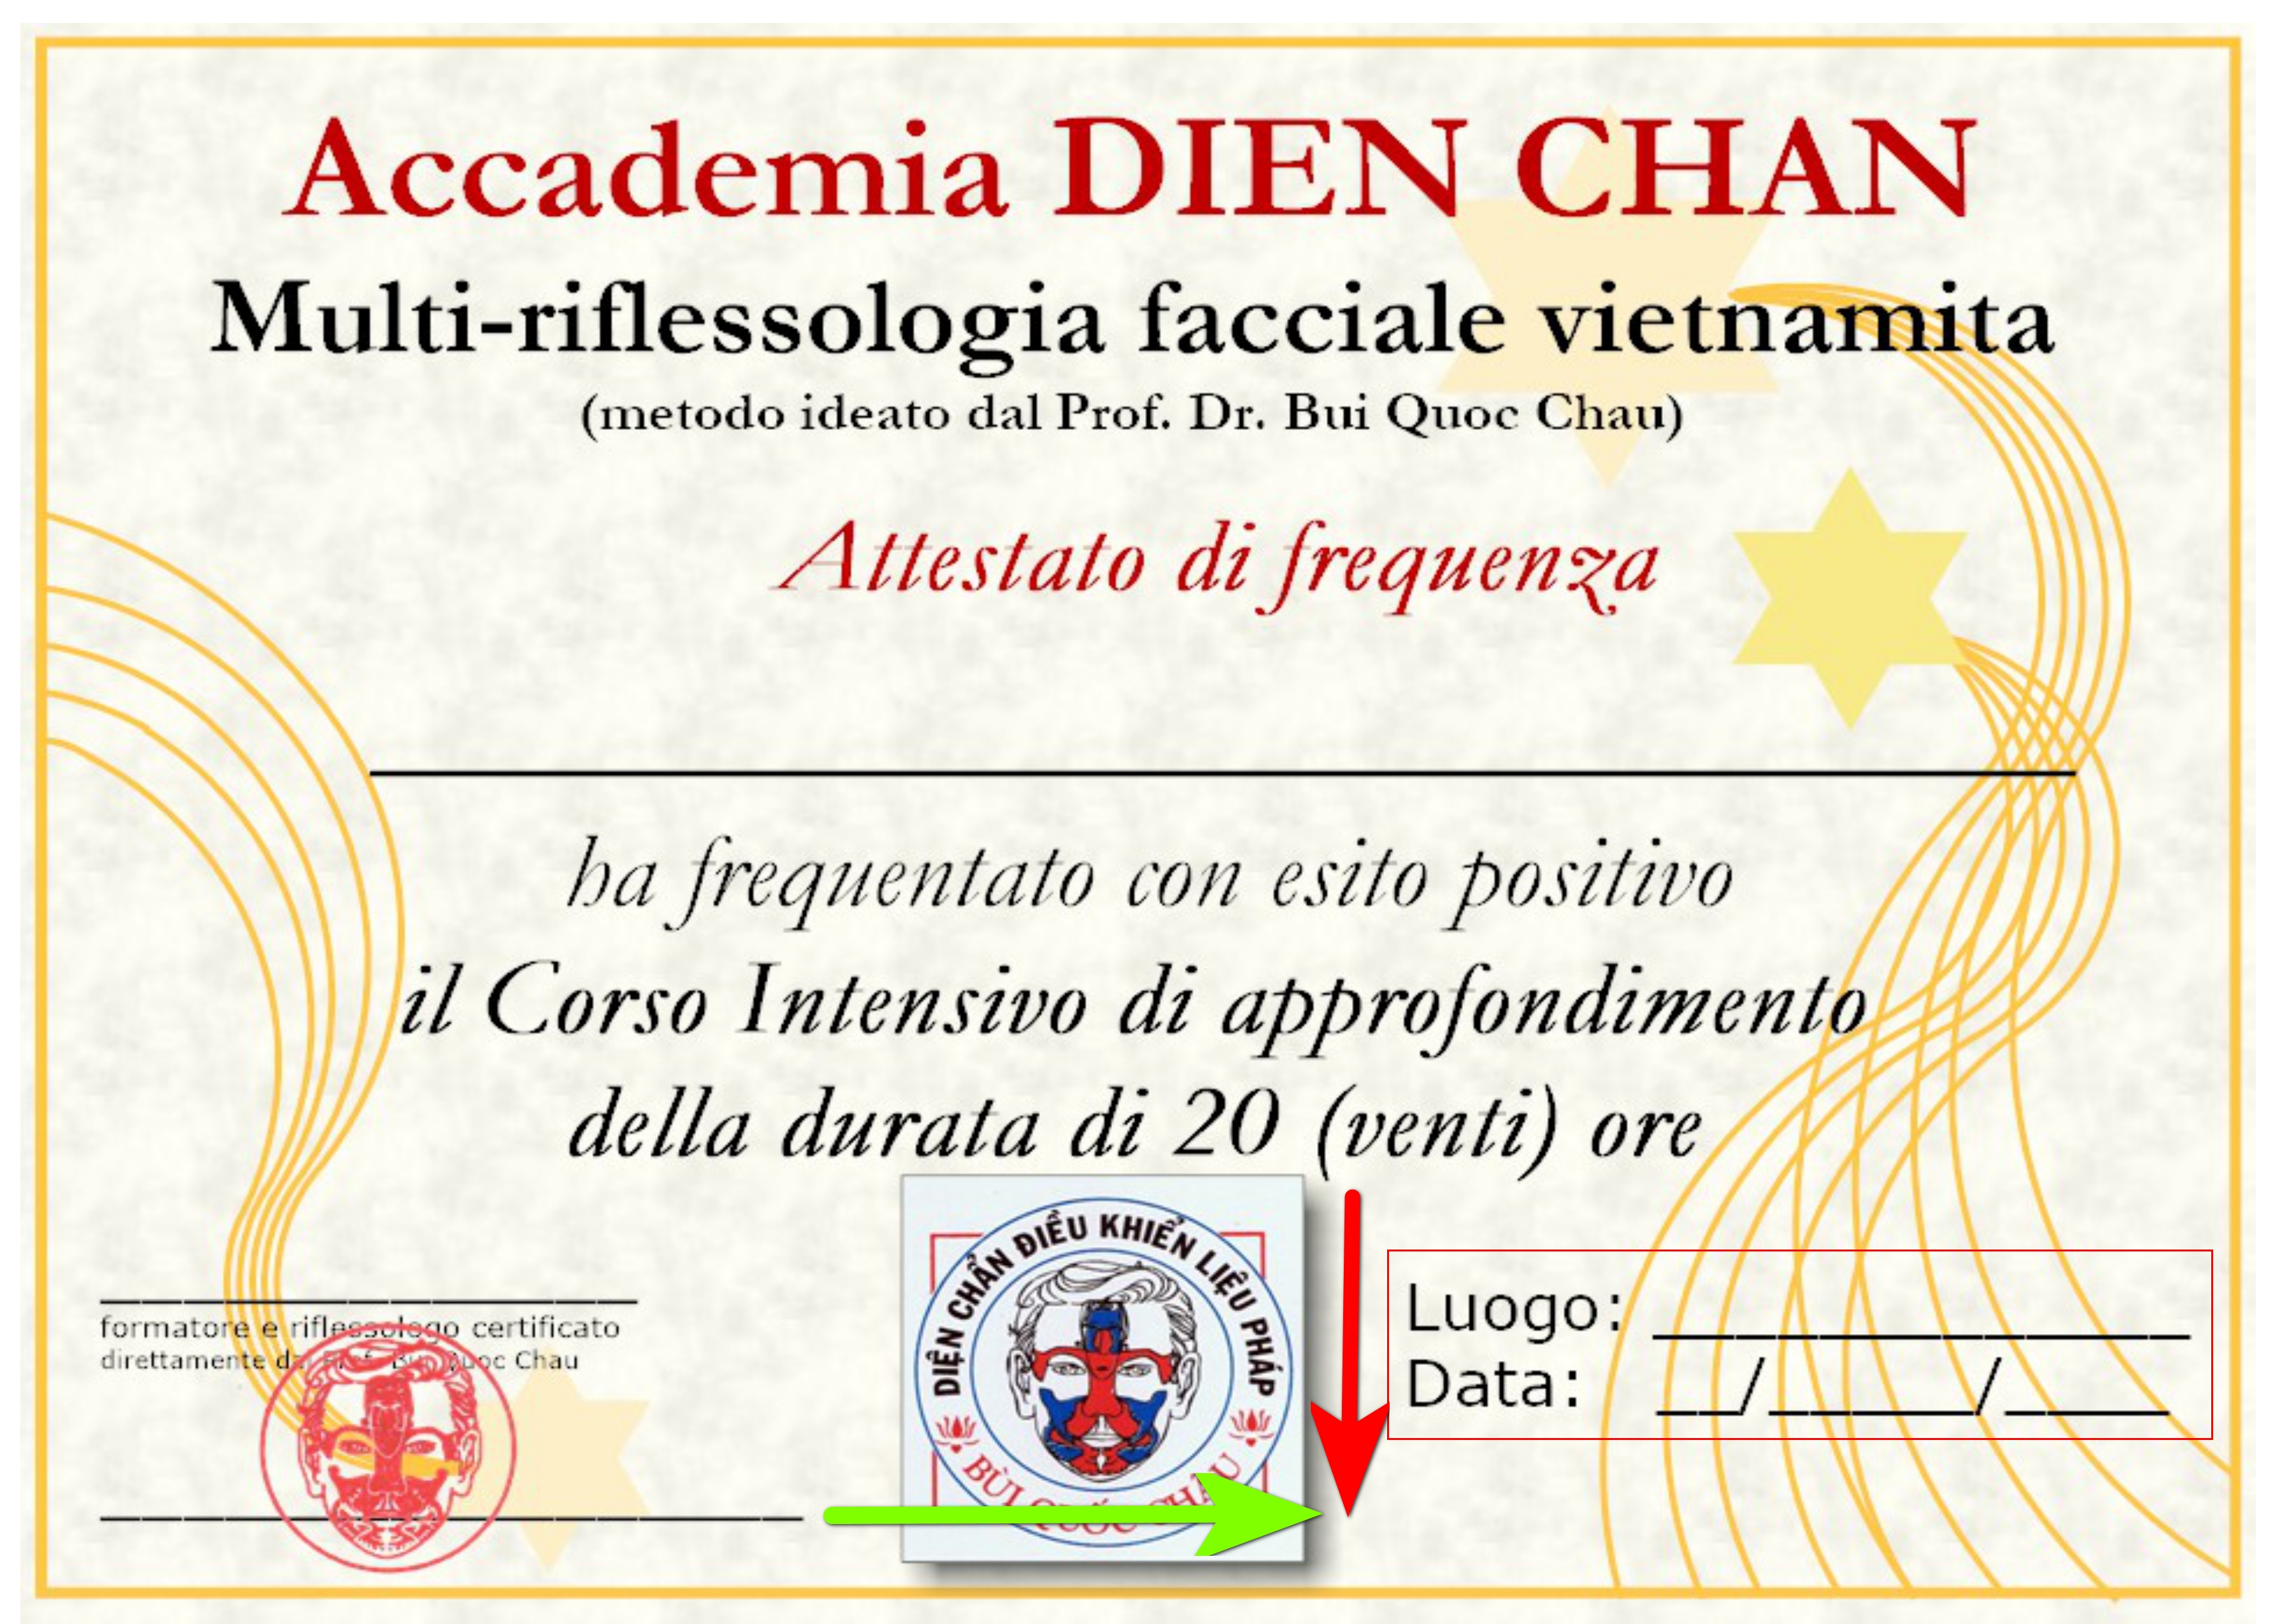 Accademia DIEN CHAN
Multi-riflessologia facciale vietnamita
(metodo ideato dal Prof. Dr. Bui Quoc Chau)
Attestato di frequenza
ha frequentato con esito positivo
il Corso Intensivo di approfondimento
della durata di 20 (venti) ore
formatore e riflessologo certificato
direttamente dal Prof. Bui Quoc Chau
DIỆN CHẨN ĐIỀU KHIỂN LIỆU PHÁP
BÙI QUỐC CHÂU
Luogo: _____________
Data: __/_____/____